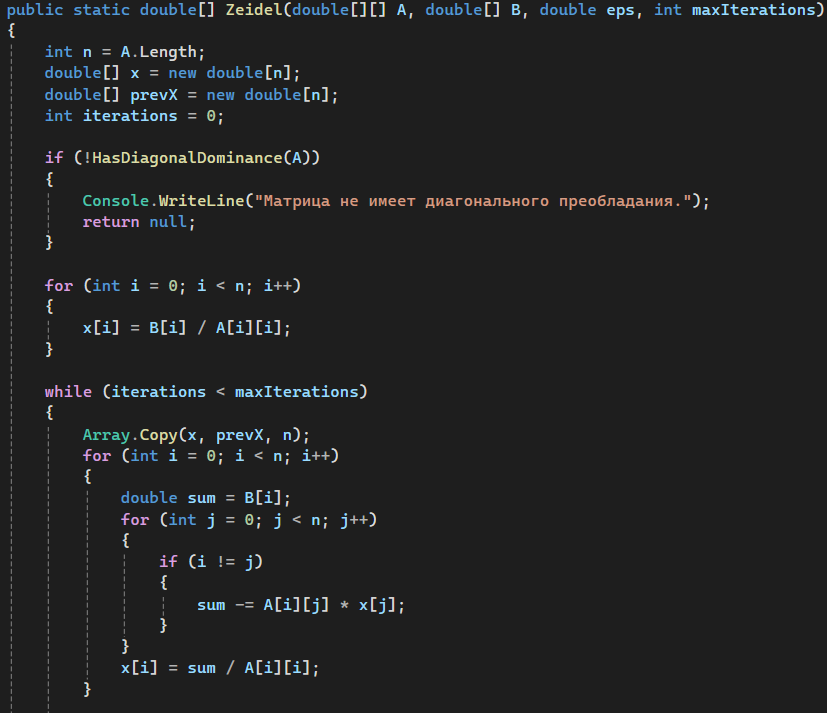 public static double[] Zeidel(double[][] A, double[] B, double eps, int maxIterations)
{
    int n = A.Length;
    double[] x = new double[n];
    double[] prevX = new double[n];
    int iterations = 0;

    if (!HasDiagonalDominance(A))
    {
        Console.WriteLine("Матрица не имеет диагонального преобладания.");
        return null;
    }

    for (int i = 0; i < n; i++)
    {
        x[i] = B[i] / A[i][i];
    }

    while (iterations < maxIterations)
    {
        Array.Copy(x, prevX, n);
        for (int i = 0; i < n; i++)
        {
            double sum = B[i];
            for (int j = 0; j < n; j++)
            {
                if (i != j)
                {
                    sum -= A[i][j] * x[j];
                }
            }
            x[i] = sum / A[i][i];
        }